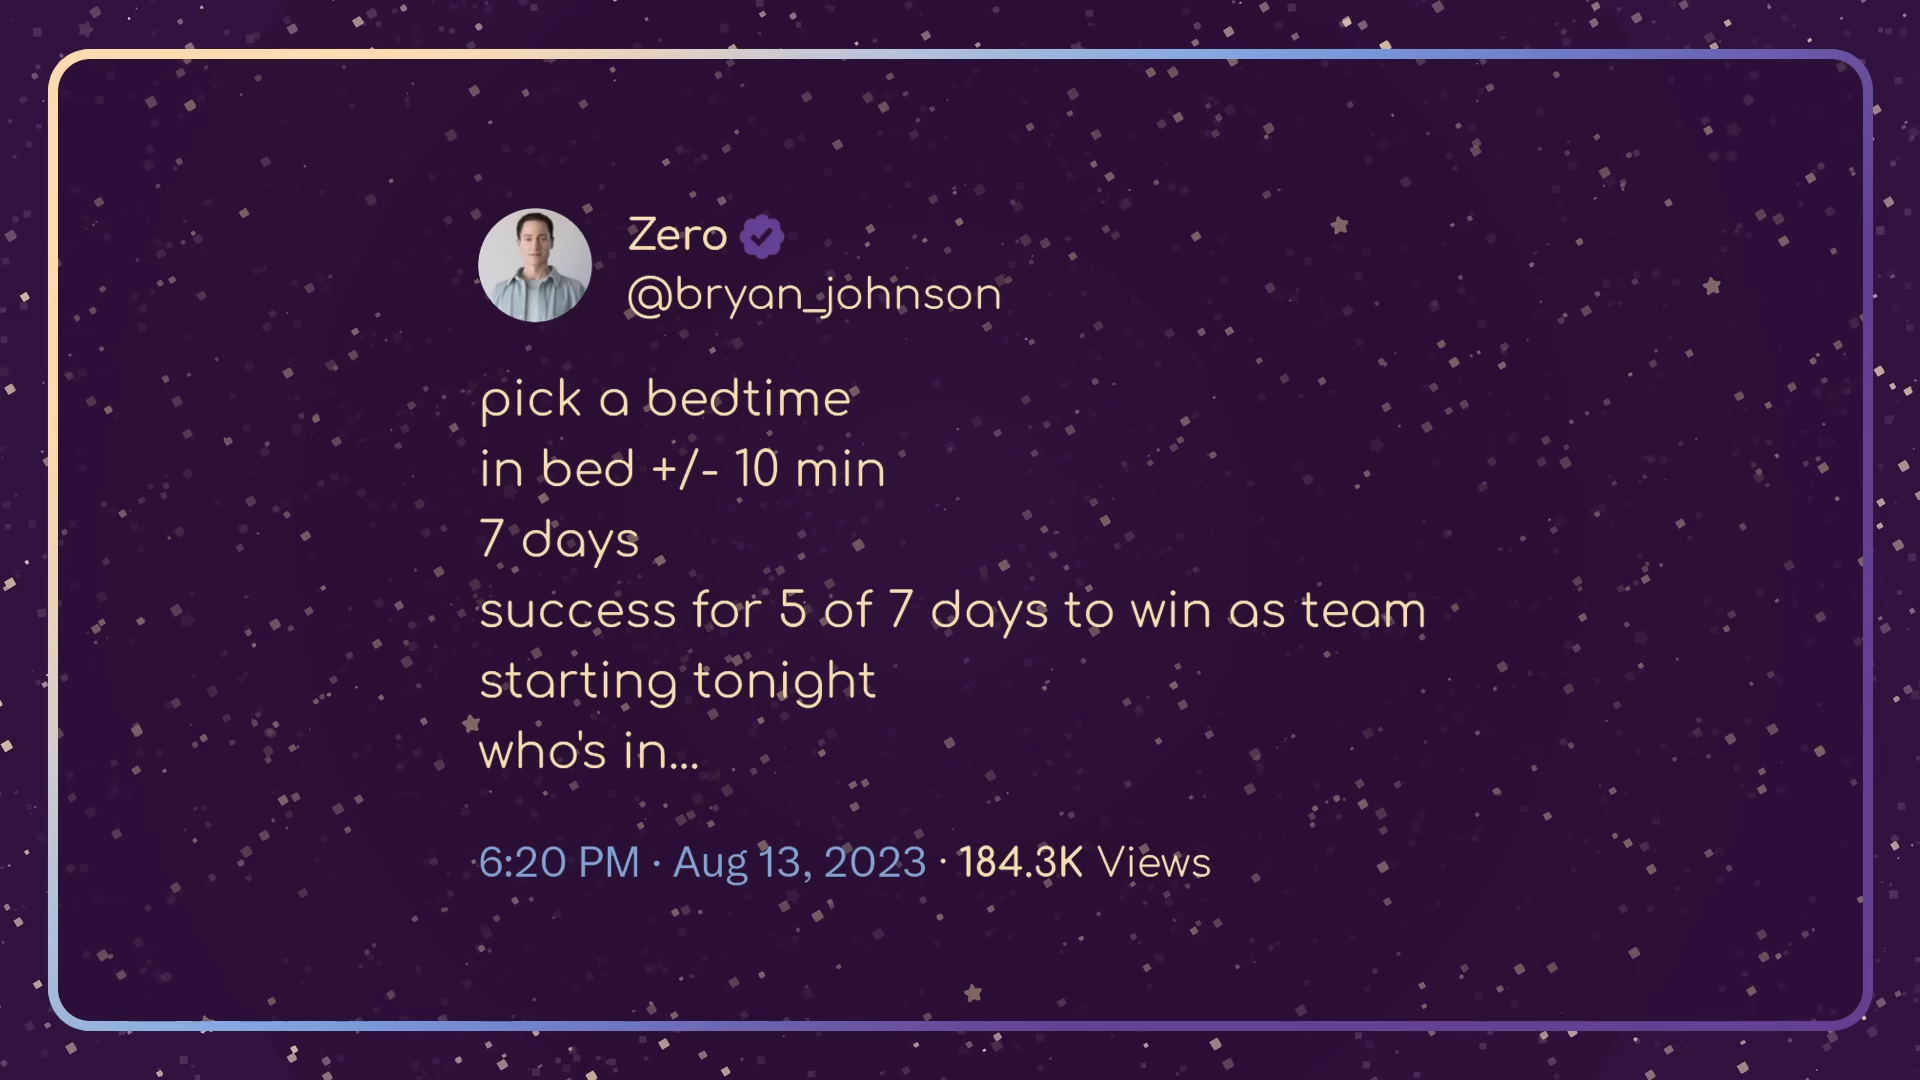 Zero
@bryan_johnson
pick a bedtime
in bed +/- 10 min
7 days
success for 5 of 7 days to win as team
starting tonight
who's in...
6:20 PM · Aug 13, 2023 · 184.3K Views